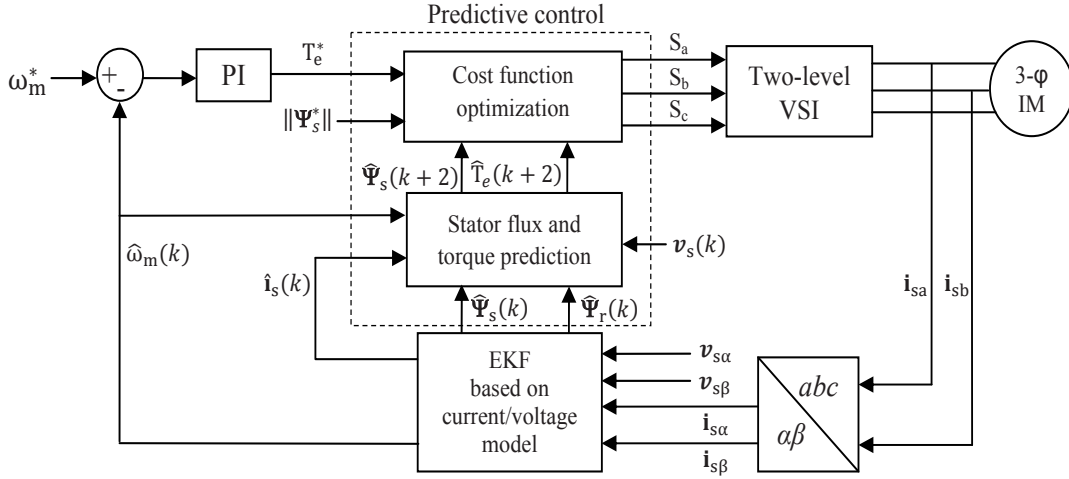 Predictive control
ω*m
+
-
PI
T*e
‖Ψ*s‖
Cost function
optimization
Sa
Sb
Sc
Two-level
VSI
3-φ
IM
Ψ̂s(k + 2)
T̂e(k + 2)
Stator flux and
torque prediction
vs(k)
ω̂m(k)
îs(k)
isa
isb
Ψ̂s(k)
Ψ̂r(k)
EKF
based on
current/voltage
model
vsα
vsβ
isα
isβ
abc
αβ